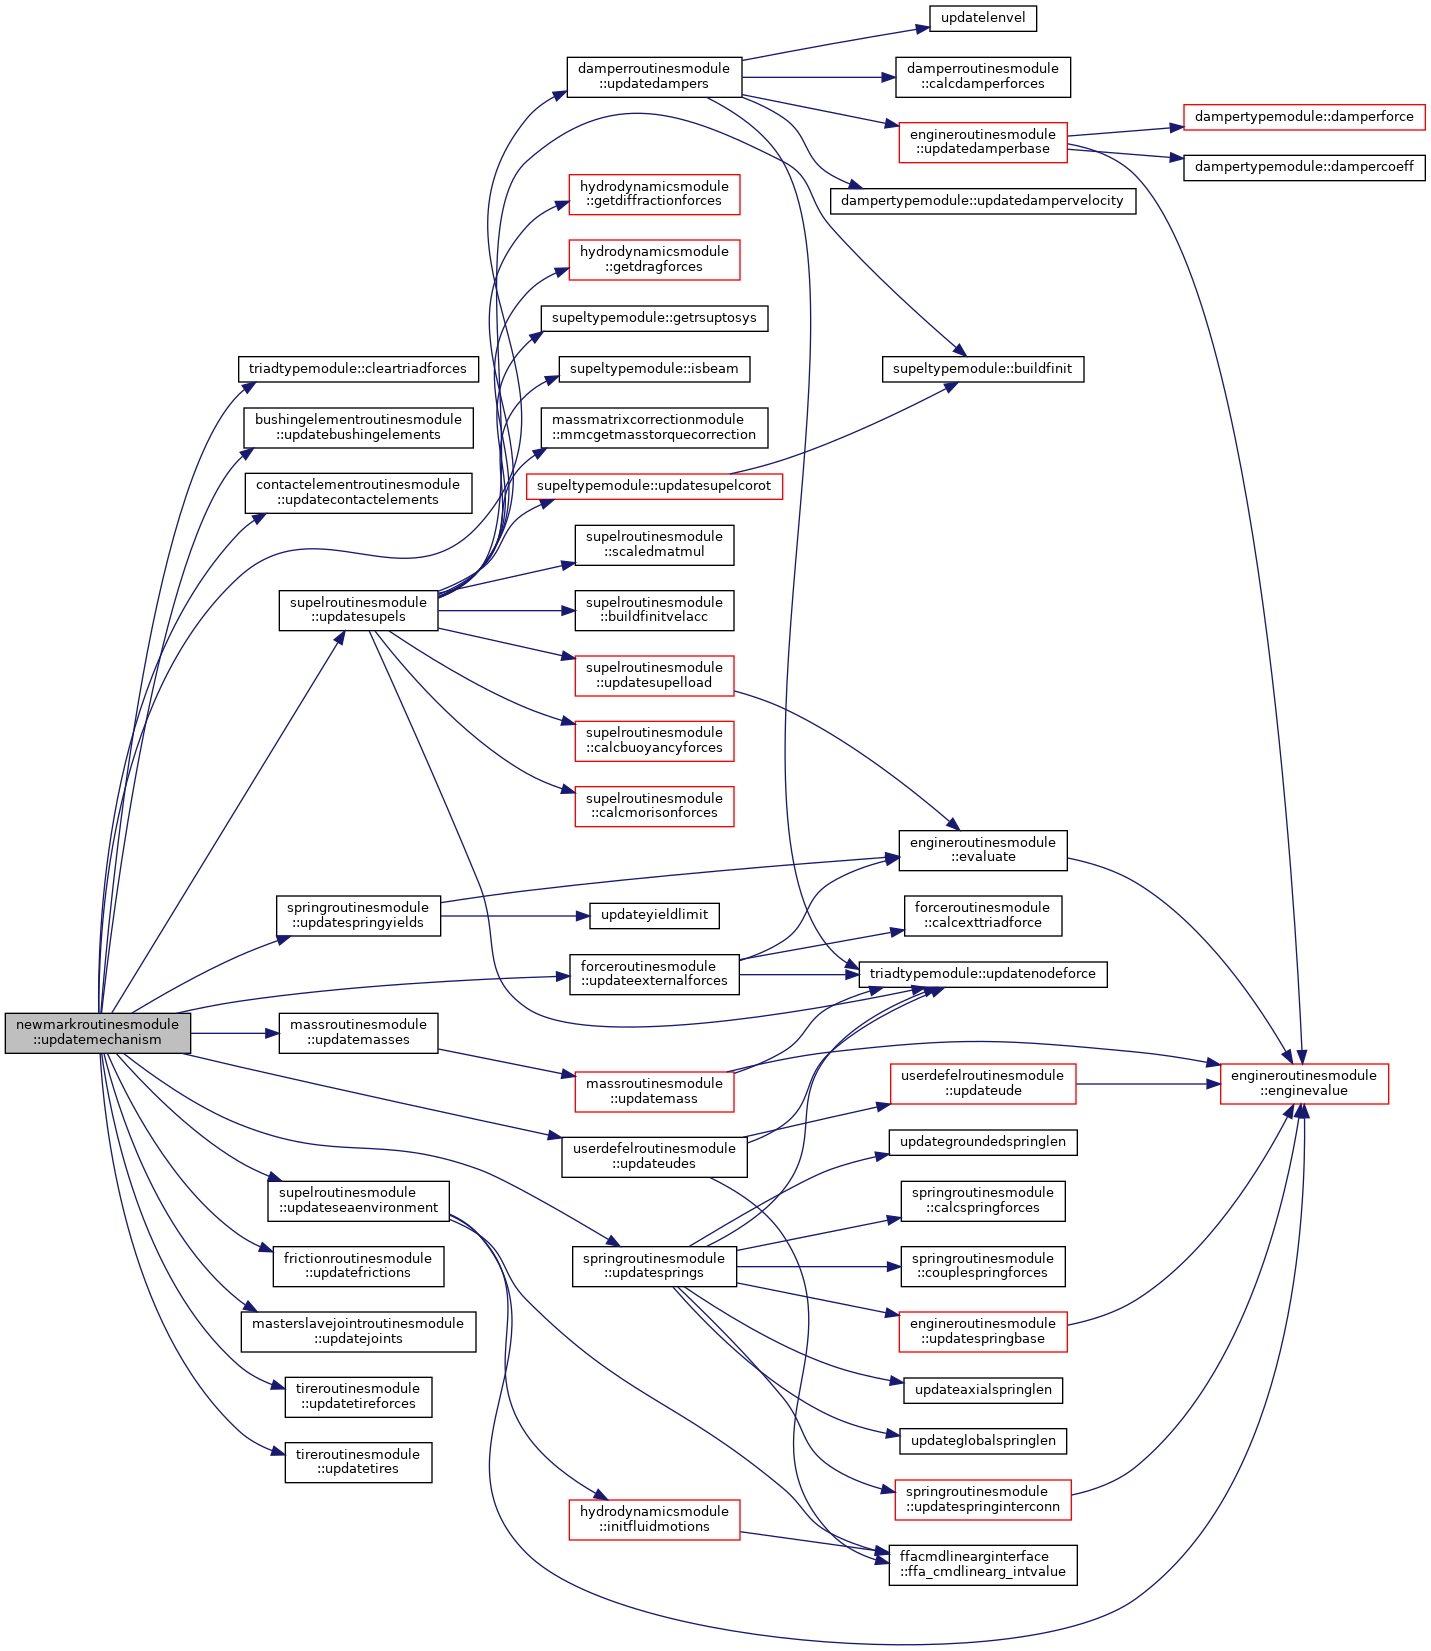 updatelenvel
damperroutinesmodule
::updatedampers
damperroutinesmodule
::calcdamperforces
dampertypemodule::damperforce
engineroutinesmodule
::updatedamperbase
dampertypemodule::dampercoeff
hydrodynamicsmodule
::getdiffractionforces
dampertypemodule::updatedampervelocity
hydrodynamicsmodule
::getdragforces
supeltypemodule::getrsuptosys
triadtypemodule::cleartriadforces
supeltypemodule::isbeam
supeltypemodule::buildfinit
bushingelementroutinesmodule
::updatebushingelements
massmatrixcorrectionmodule
::mmcgetmasstorquecorrection
contactelementroutinesmodule
::updatecontactelements
supeltypemodule::updatesupelcorot
supelroutinesmodule
::scaledmatmul
supelroutinesmodule
::updatesupels
supelroutinesmodule
::buildfinitvelacc
supelroutinesmodule
::updatesupelload
supelroutinesmodule
::calcbuoyancyforces
supelroutinesmodule
::calcmorisonforces
engineroutinesmodule
::evaluate
springroutinesmodule
::updatespringyields
updateyieldlimit
forceroutinesmodule
::calcexttriadforce
forceroutinesmodule
::updateexternalforces
triadtypemodule::updatenodeforce
newmarkroutinesmodule
::updatemechanism
massroutinesmodule
::updatemasses
massroutinesmodule
::updatemass
userdefelroutinesmodule
::updateude
engineroutinesmodule
::enginevalue
userdefelroutinesmodule
::updateudes
updategroundedspringlen
supelroutinesmodule
::updateseaenvironment
springroutinesmodule
::calcspringforces
frictionroutinesmodule
::updatefrictions
springroutinesmodule
::updatesprings
springroutinesmodule
::couplespringforces
masterslavejointroutinesmodule
::updatejoints
engineroutinesmodule
::updatespringbase
tireroutinesmodule
::updatetireforces
updateaxialspringlen
tireroutinesmodule
::updatetires
updateglobalspringlen
springroutinesmodule
::updatespringinterconn
hydrodynamicsmodule
::initfluidmotions
ffacmdlinearginterface
::ffa_cmdlinearg_intvalue